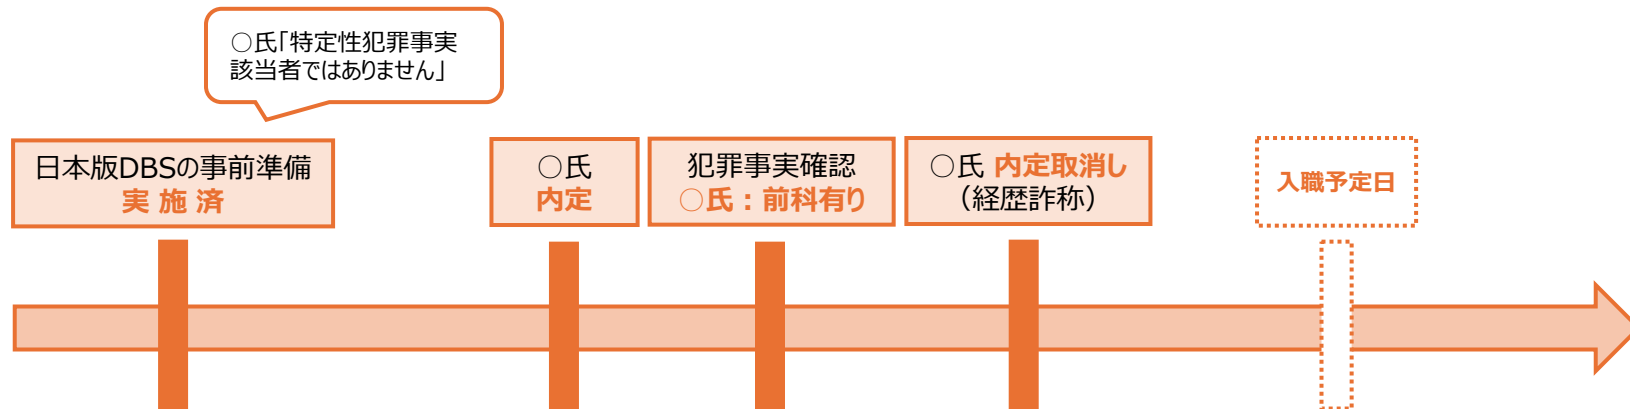 ○氏「特定性犯罪事実
該当者ではありません」
日本版DBSの事前準備
実 施 済
○氏
内定
犯罪事実確認
○氏：前科有り
○氏 内定取消し
（経歴詐称）
入職予定日